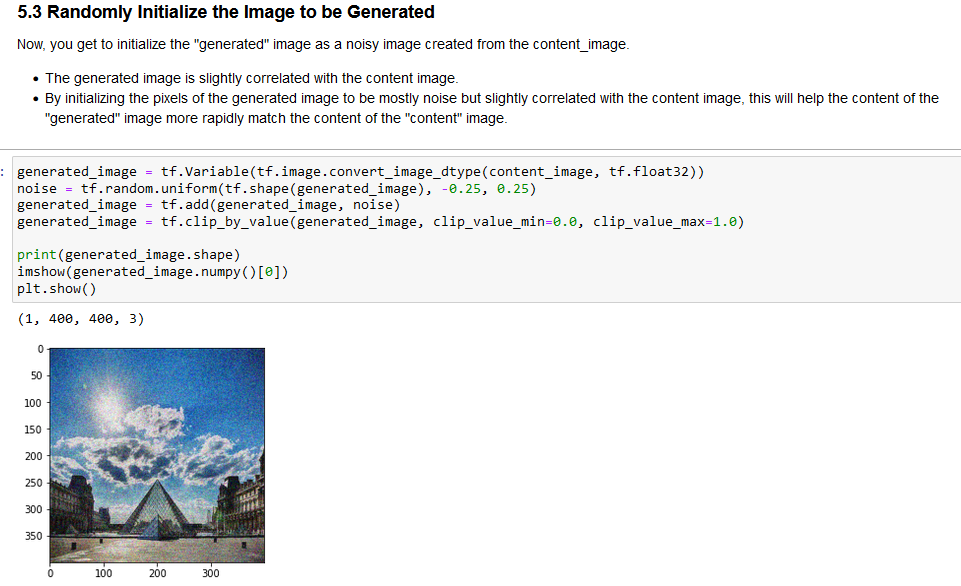 5.3 Randomly Initialize the Image to be Generated
Now, you get to initialize the "generated" image as a noisy image created from the content_image.
• The generated image is slightly correlated with the content image.
• By initializing the pixels of the generated image to be mostly noise but slightly correlated with the content image, this will help the content of the
"generated" image more rapidly match the content of the "content" image.
: generated_image = tf.Variable(tf.image.convert_image_dtype(content_image, tf.float32))
noise = tf.random.uniform(tf.shape(generated_image), -0.25, 0.25)
generated_image = tf.add(generated_image, noise)
generated_image = tf.clip_by_value(generated_image, clip_value_min=0.0, clip_value_max=1.0)
print(generated_image.shape)
imshow(generated_image.numpy()[0])
plt.show()
(1, 400, 400, 3)
0
50
100
150
200
250
300
350
0 100 200 300